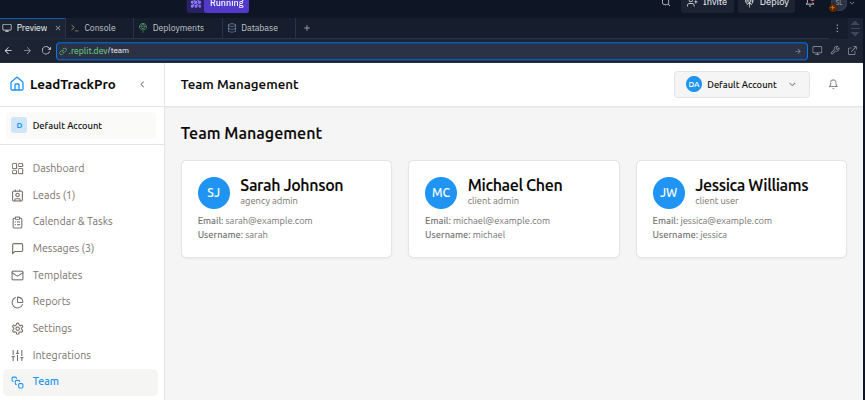 Running
Invite
Deploy
SL
Preview
Console
Deployments
Database
.replit.dev/team
LeadTrackPro
Team Management
DA Default Account
D Default Account
Dashboard
Leads (1)
Calendar & Tasks
Messages (3)
Templates
Reports
Settings
Integrations
Team
Team Management
SJ
Sarah Johnson
agency admin
Email: sarah@example.com
Username: sarah
MC
Michael Chen
client admin
Email: michael@example.com
Username: michael
JW
Jessica Williams
client user
Email: jessica@example.com
Username: jessica